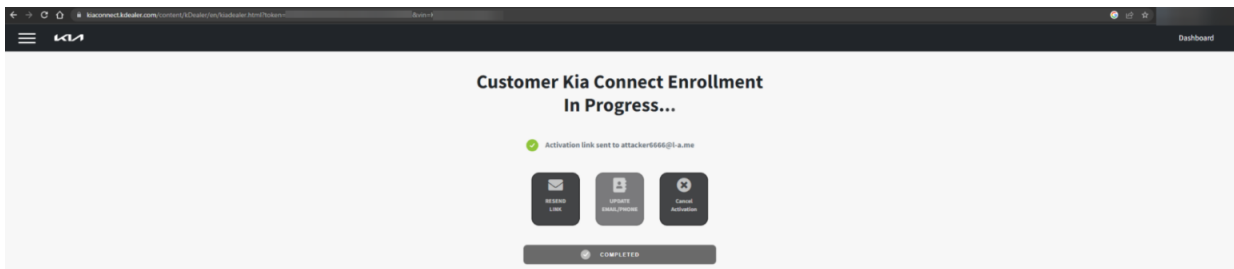 kiaconnect.kdealer.com/content/kDealer/en/kiadealer.html?token=
KIA
Dashboard
Customer Kia Connect Enrollment
In Progress...
Activation link sent to attacker6666@l-a.me
RESEND
LINK
UPDATE
EMAIL/PHONE
Cancel
Activation
COMPLETED